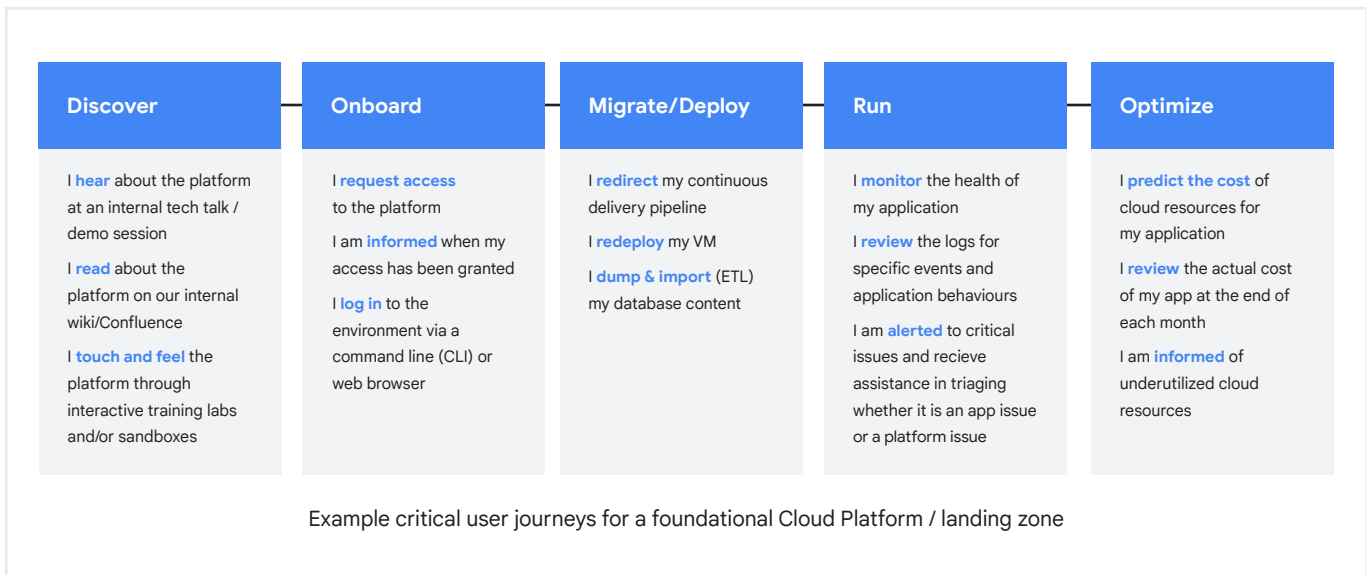 Discover
I hear about the platform
at an internal tech talk /
demo session
I read about the
platform on our internal
wiki/Confluence
I touch and feel the
platform through
interactive training labs
and/or sandboxes
Onboard
I request access
to the platform
I am informed when my
access has been granted
I log in to the
environment via a
command line (CLI) or
web browser
Migrate/Deploy
I redirect my continuous
delivery pipeline
I redeploy my VM
I dump & import (ETL)
my database content
Run
I monitor the health of
my application
I review the logs for
specific events and
application behaviours
I am alerted to critical
issues and recieve
assistance in triaging
whether it is an app issue
or a platform issue
Optimize
I predict the cost of
cloud resources for
my application
I review the actual cost
of my app at the end of
each month
I am informed of
underutilized cloud
resources
Example critical user journeys for a foundational Cloud Platform / landing zone